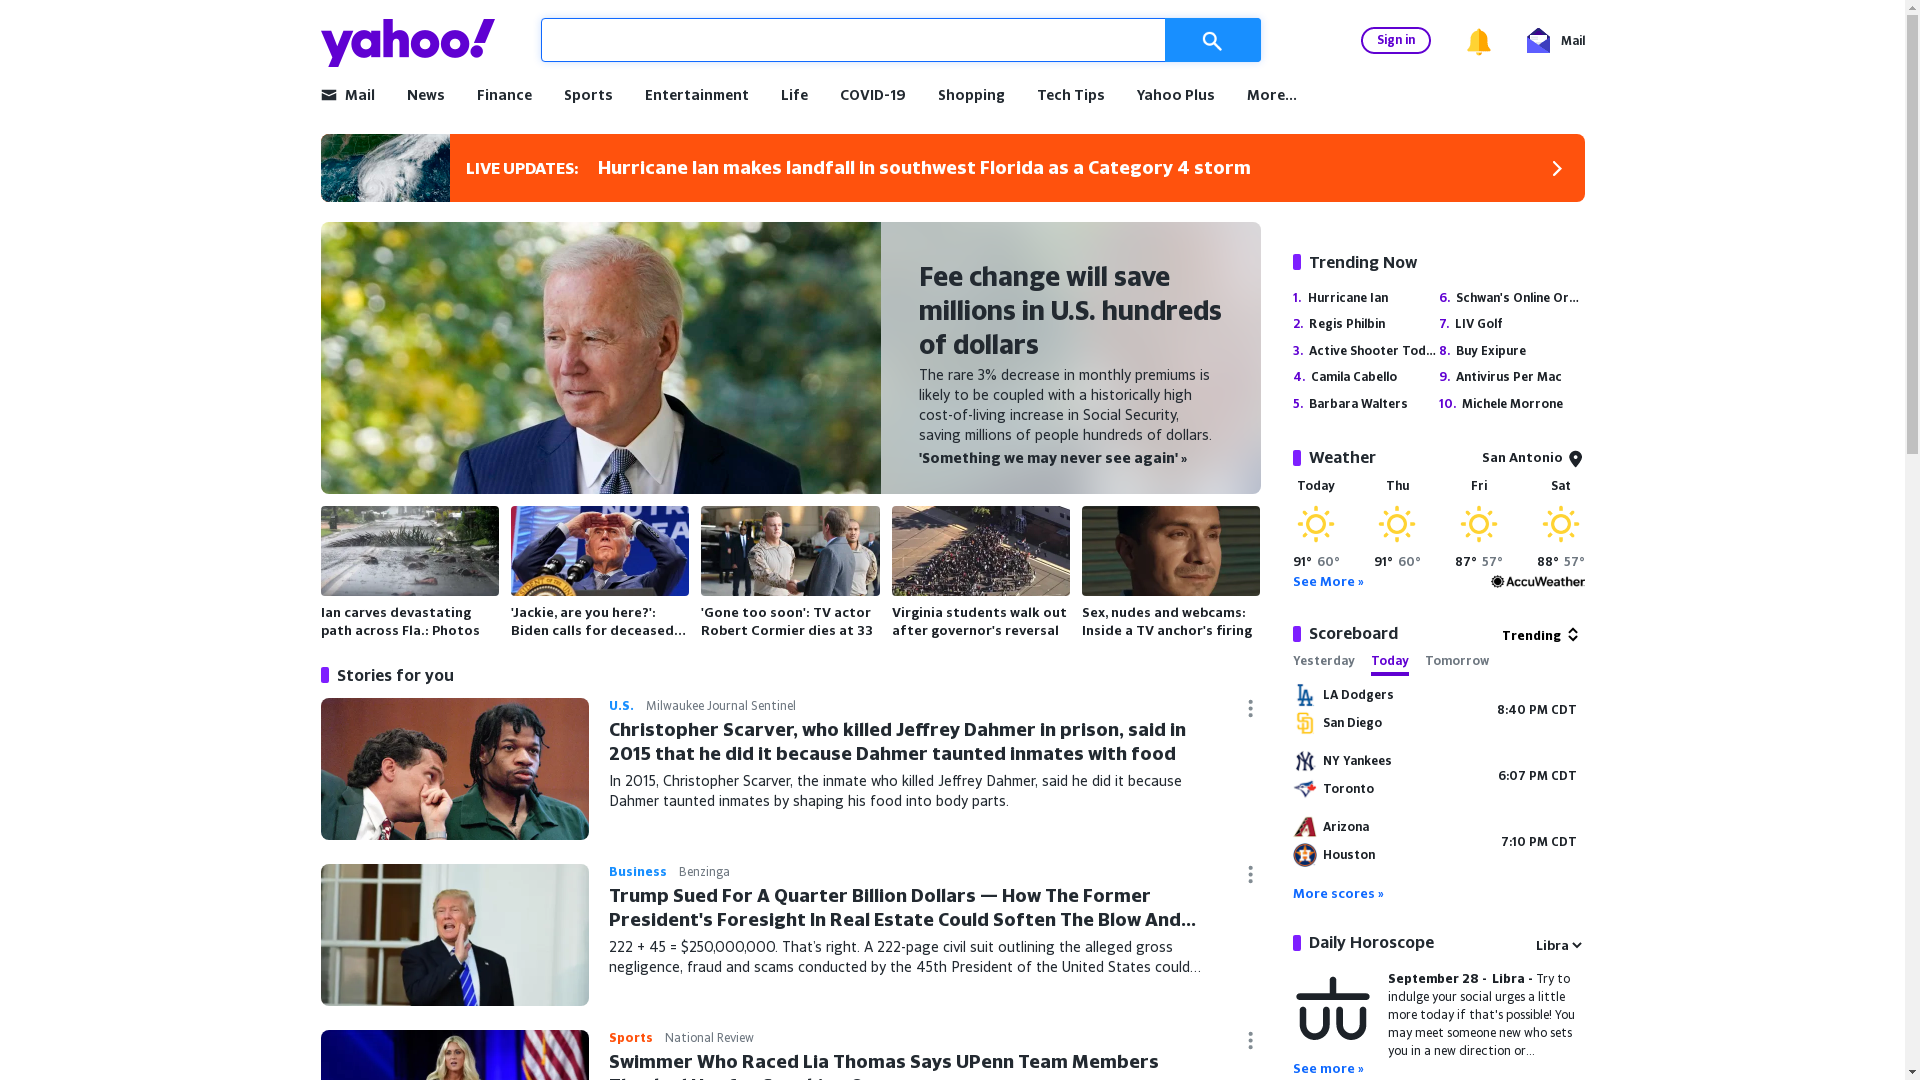 yahoo!
Sign in
Mail
Mail
News
Finance
Sports
Entertainment
Life
COVID-19
Shopping
Tech Tips
Yahoo Plus
More...
LIVE UPDATES: Hurricane Ian makes landfall in southwest Florida as a Category 4 storm
Fee change will save
millions in U.S. hundreds
of dollars
The rare 3% decrease in monthly premiums is
likely to be coupled with a historically high
cost-of-living increase in Social Security,
saving millions of people hundreds of dollars.
'Something we may never see again' »
Ian carves devastating
path across Fla.: Photos
'Jackie, are you here?':
Biden calls for deceased...
'Gone too soon': TV actor
Robert Cormier dies at 33
Virginia students walk out
after governor's reversal
Sex, nudes and webcams:
Inside a TV anchor's firing
Stories for you
U.S. Milwaukee Journal Sentinel
Christopher Scarver, who killed Jeffrey Dahmer in prison, said in
2015 that he did it because Dahmer taunted inmates with food
In 2015, Christopher Scarver, the inmate who killed Jeffrey Dahmer, said he did it because
Dahmer taunted inmates by shaping his food into body parts.
Business Benzinga
Trump Sued For A Quarter Billion Dollars — How The Former
President's Foresight In Real Estate Could Soften The Blow And...
222 + 45 = $250,000,000. That's right. A 222-page civil suit outlining the alleged gross
negligence, fraud and scams conducted by the 45th President of the United States could...
Sports National Review
Swimmer Who Raced Lia Thomas Says UPenn Team Members
Trending Now
1. Hurricane Ian
2. Regis Philbin
3. Active Shooter Tod...
4. Camila Cabello
5. Barbara Walters
6. Schwan's Online Or...
7. LIV Golf
8. Buy Exipure
9. Antivirus Per Mac
10. Michele Morrone
Weather
San Antonio
Today Thu Fri Sat
91° 60° 91° 60° 87° 57° 88° 57°
See More »
AccuWeather
Scoreboard
Trending
Yesterday Today Tomorrow
LA Dodgers
San Diego
8:40 PM CDT
NY Yankees
Toronto
6:07 PM CDT
Arizona
Houston
7:10 PM CDT
More scores »
Daily Horoscope
Libra
September 28 - Libra - Try to
indulge your social urges a little
more today if that's possible! You
may meet someone new who sets
you in a new direction or...
See more »